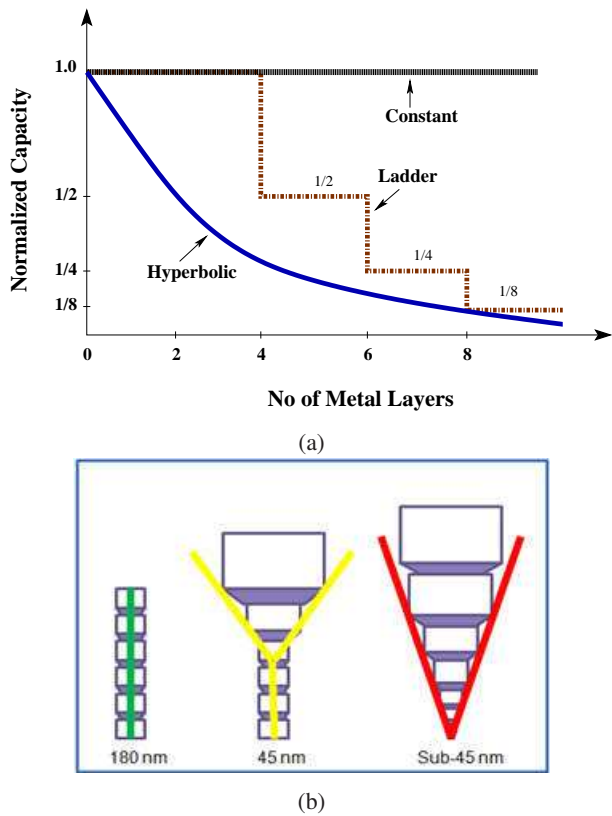 1.0
Constant
Normalized Capacity
1/2
1/2
Ladder
Hyperbolic
1/4
1/4
1/8
1/8
0 2 4 6 8
No of Metal Layers
(a)
180 nm 45 nm Sub-45 nm
(b)